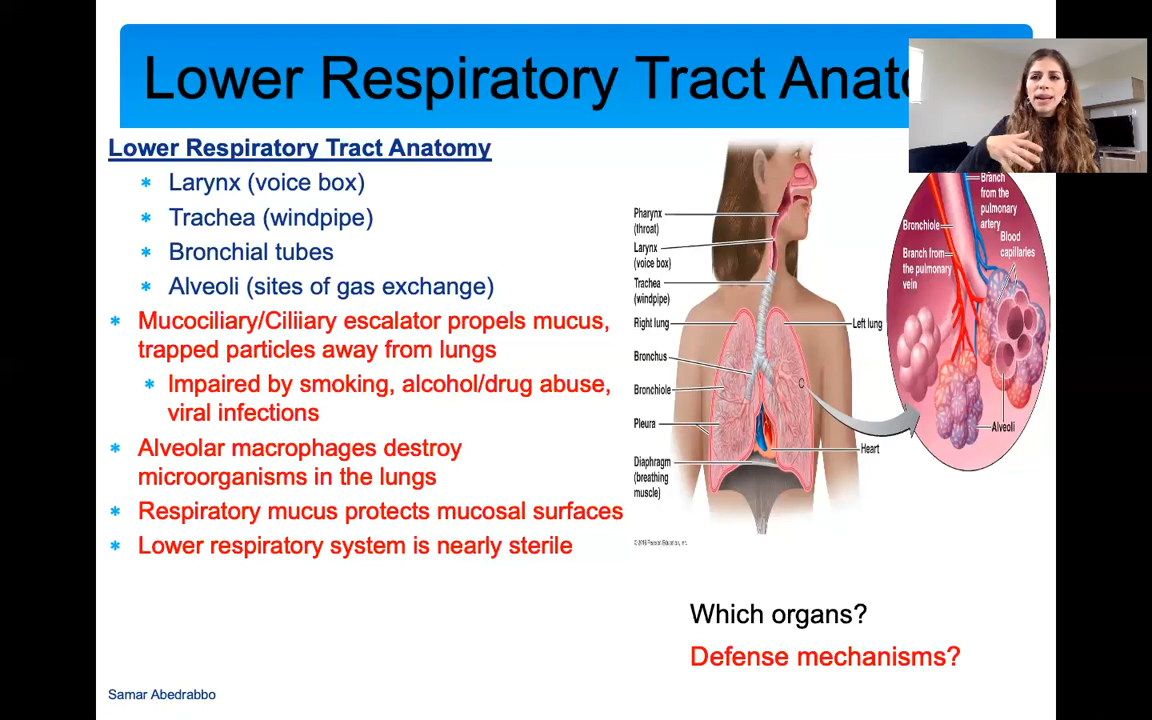 Lower Respiratory Tract Anato
Lower Respiratory Tract Anatomy
* Larynx (voice box)
* Trachea (windpipe)
* Bronchial tubes
* Alveoli (sites of gas exchange)
* Mucociliary/Ciliiary escalator propels mucus,
trapped particles away from lungs
* Impaired by smoking, alcohol/drug abuse,
viral infections
* Alveolar macrophages destroy
microorganisms in the lungs
* Respiratory mucus protects mucosal surfaces
* Lower respiratory system is nearly sterile
Pharynx
(throat)
Larynx
(voice box)
Trachea
(windpipe)
Right lung
Left lung
Bronchus
Bronchiole
Pleura
Heart
Diaphragm
(breathing
muscle)
Branch
from the
pulmonary
artery
Bronchiole
Blood
capillaries
Branch from
the pulmonary
vein
Alveoli
Pearson Education, Inc.
Which organs?
Defense mechanisms?
Samar Abedrabbo